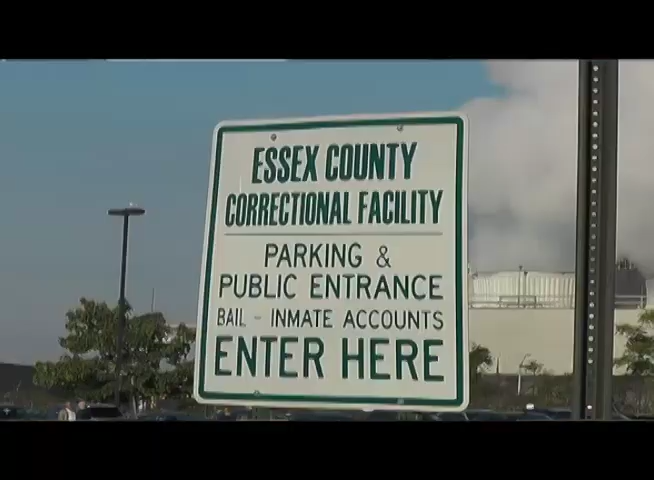 ESSEX COUNTY
CORRECTIONAL FACILITY
PARKING &
PUBLIC ENTRANCE
BAIL - INMATE ACCOUNTS
ENTER HERE